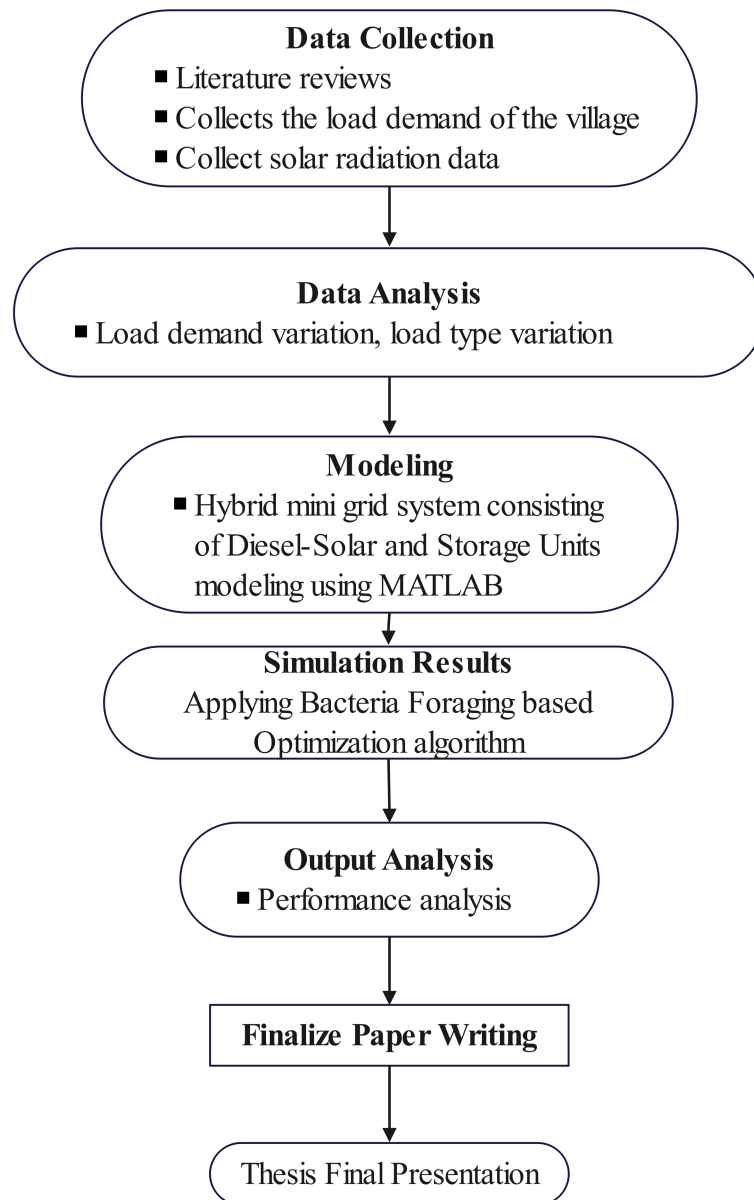 Data Collection
■ Literature reviews
■ Collects the load demand of the village
■ Collect solar radiation data
Data Analysis
■ Load demand variation, load type variation
Modeling
■ Hybrid mini grid system consisting
of Diesel-Solar and Storage Units
modeling using MATLAB
Simulation Results
Applying Bacteria Foraging based
Optimization algorithm
Output Analysis
■ Performance analysis
Finalize Paper Writing
Thesis Final Presentation